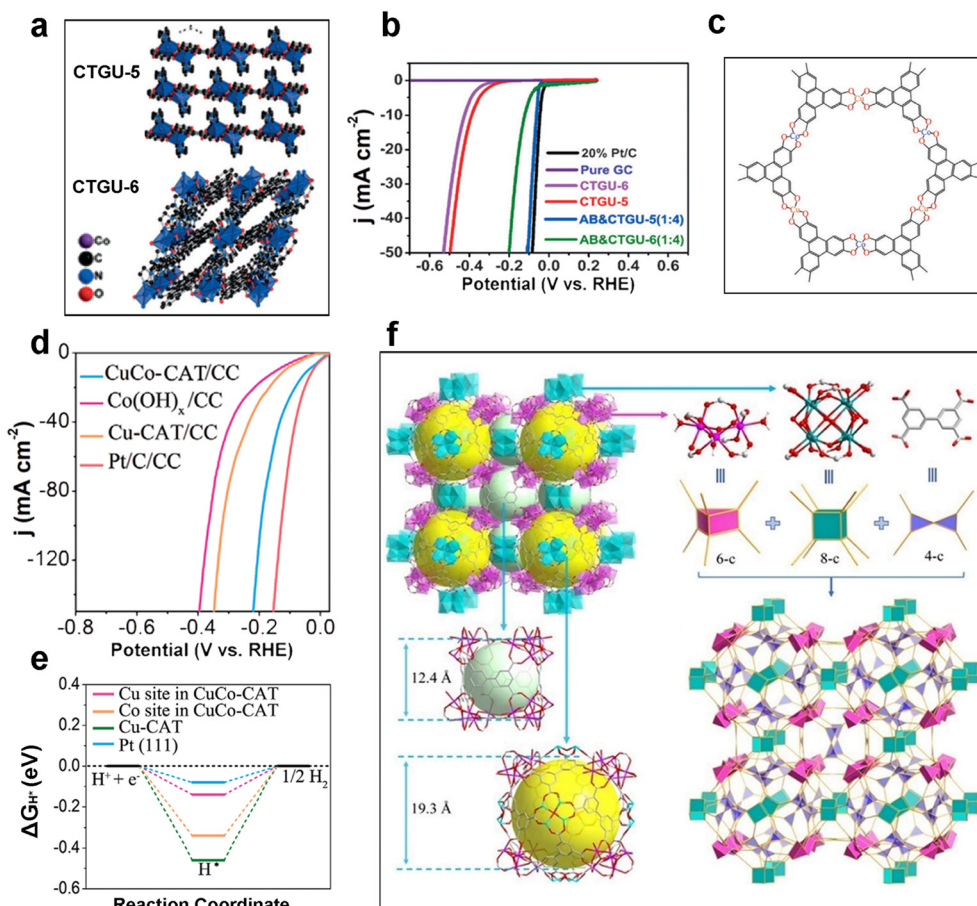 a
CTGU-5
CTGU-6
Co
C
N
O
b
j (mA cm-2)
0
-10
-20
-30
-40
-50
20% Pt/C
Pure GC
CTGU-6
CTGU-5
AB&CTGU-5(1:4)
AB&CTGU-6(1:4)
-0.6 -0.4 -0.2 0.0 0.2 0.4 0.6
Potential (V vs. RHE)
c
d
j (mA cm⁻²)
0
-40
-80
-120
CuCo-CAT/CC
Co(OH)ₓ/CC
Cu-CAT/CC
Pt/C/CC
-0.8 -0.6 -0.4 -0.2 0.0
Potential (V vs. RHE)
e
ΔG_H* (eV)
0.4
0.2
0.0
-0.2
-0.4
-0.6
Cu site in CuCo-CAT
Co site in CuCo-CAT
Cu-CAT
Pt (111)
H⁺ + e⁻
1/2 H₂
H*
Reaction Coordinate
f
6-c
8-c
4-c
12.4 Å
19.3 Å